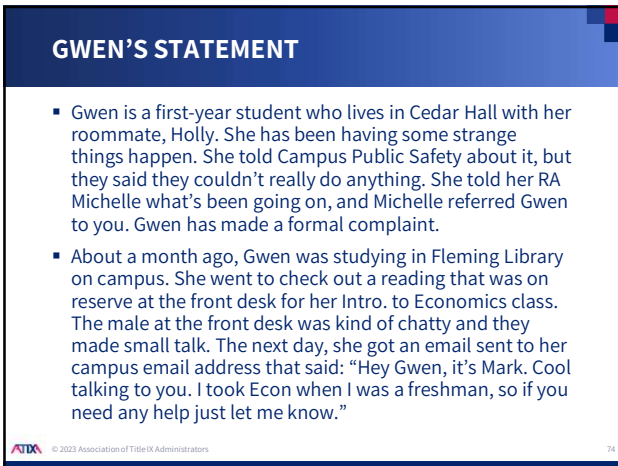 GWEN’S STATEMENT
▪ Gwen is a first-year student who lives in Cedar Hall with her
roommate, Holly. She has been having some strange
things happen. She told Campus Public Safety about it, but
they said they couldn’t really do anything. She told her RA
Michelle what’s been going on, and Michelle referred Gwen
to you. Gwen has made a formal complaint.
▪ About a month ago, Gwen was studying in Fleming Library
on campus. She went to check out a reading that was on
reserve at the front desk for her Intro. to Economics class.
The male at the front desk was kind of chatty and they
made small talk. The next day, she got an email sent to her
campus email address that said: “Hey Gwen, it’s Mark. Cool
talking to you. I took Econ when I was a freshman, so if you
need any help just let me know.”
ATIXA © 2023 Association of Title IX Administrators 74